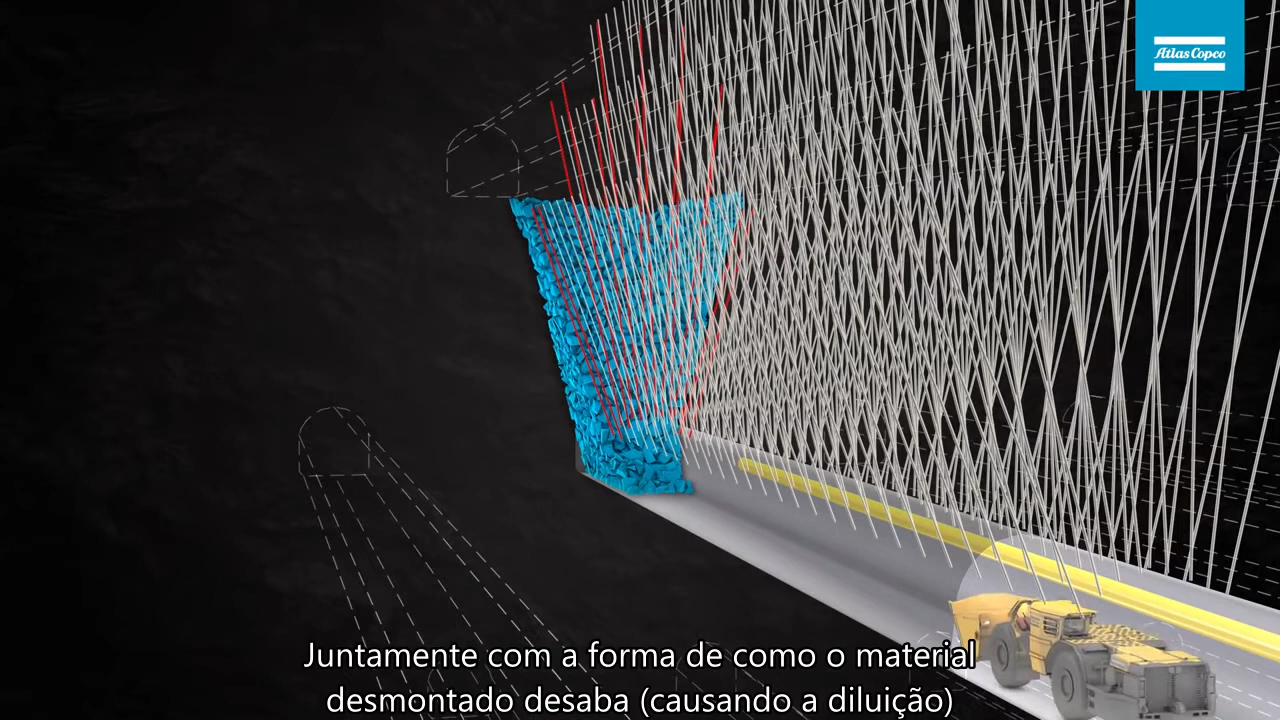 Atlas Copco
Juntamente com a forma de como o material
desmontado desaba (causando a diluição)